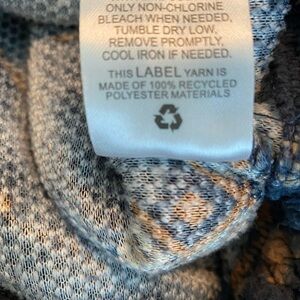 ONLY NON-CHLORINE
BLEACH WHEN NEEDED,
TUMBLE DRY LOW,
REMOVE PROMPTLY,
COOL IRON IF NEEDED.
THIS LABEL YARN IS
MADE OF 100% RECYCLED
POLYESTER MATERIALS